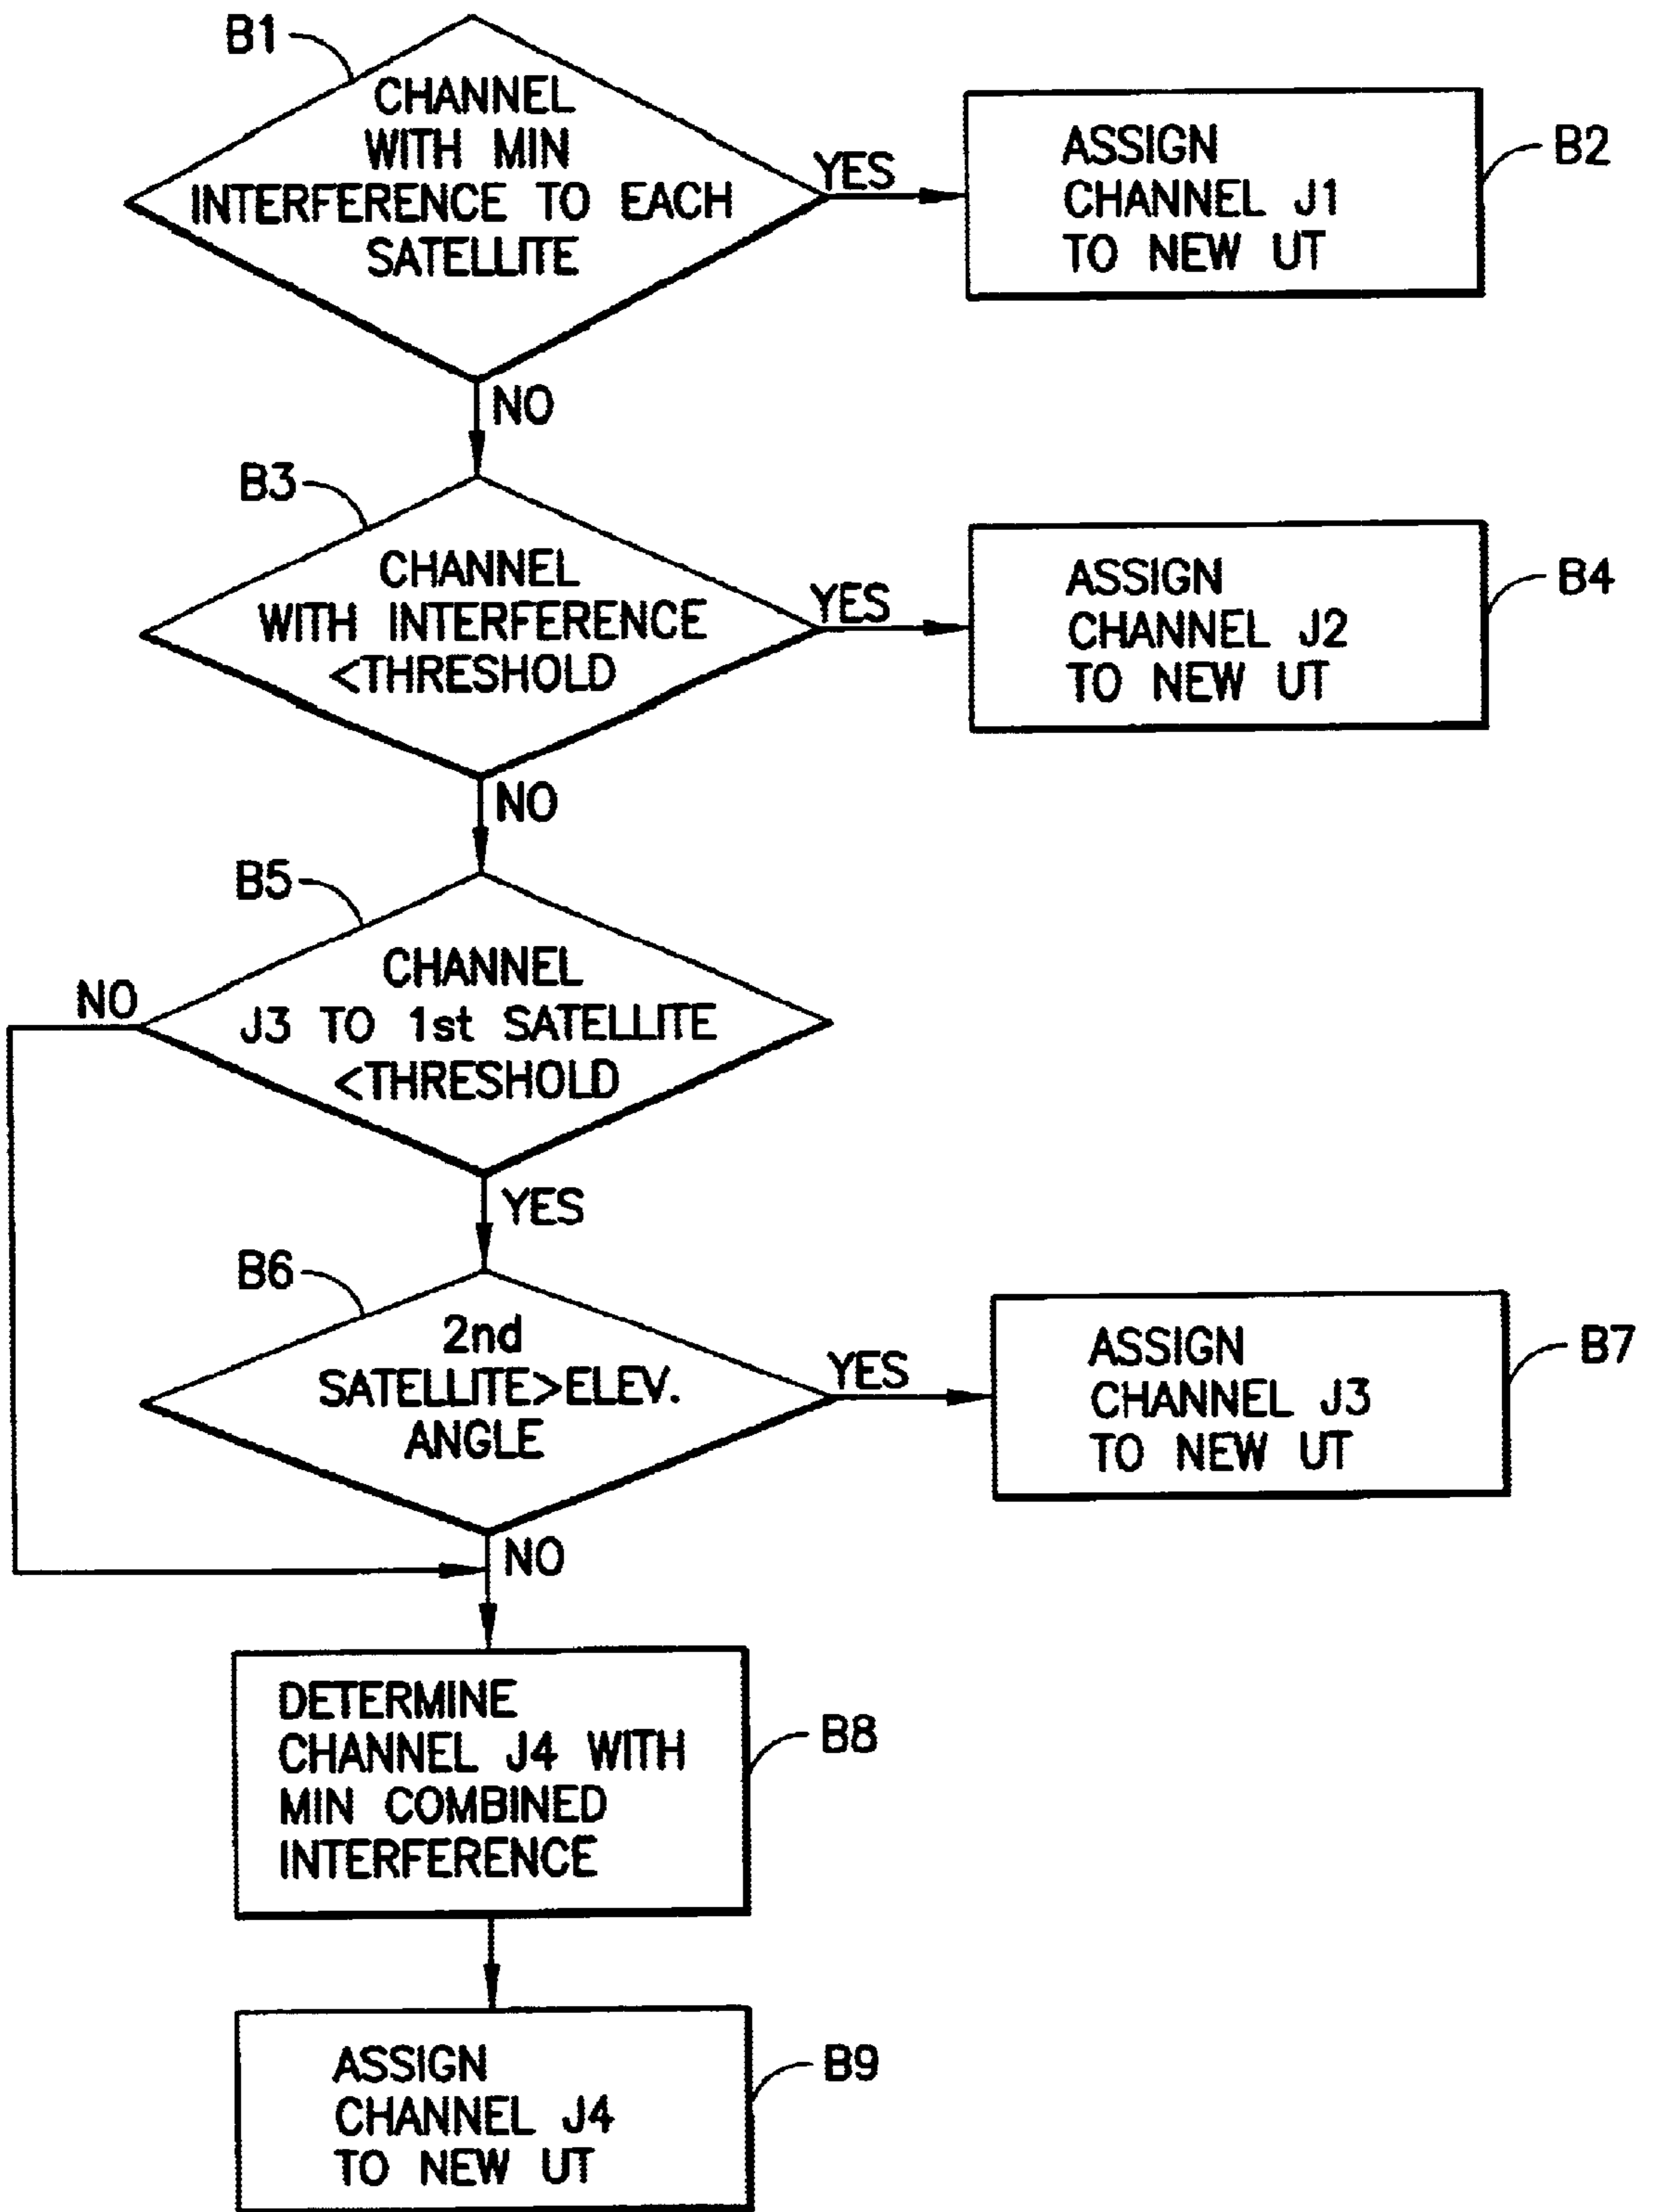 B1
CHANNEL
WITH MIN
INTERFERENCE TO EACH
SATELLITE
YES
ASSIGN
CHANNEL J1
TO NEW UT
B2
NO
B3
CHANNEL
WITH INTERFERENCE
<THRESHOLD
YES
ASSIGN
CHANNEL J2
TO NEW UT
B4
NO
B5
CHANNEL
J3 TO 1st SATELLITE
<THRESHOLD
NO
YES
B6
2nd
SATELLITE>ELEV.
ANGLE
YES
ASSIGN
CHANNEL J3
TO NEW UT
B7
NO
DETERMINE
CHANNEL J4 WITH
MIN COMBINED
INTERFERENCE
B8
ASSIGN
CHANNEL J4
TO NEW UT
B9